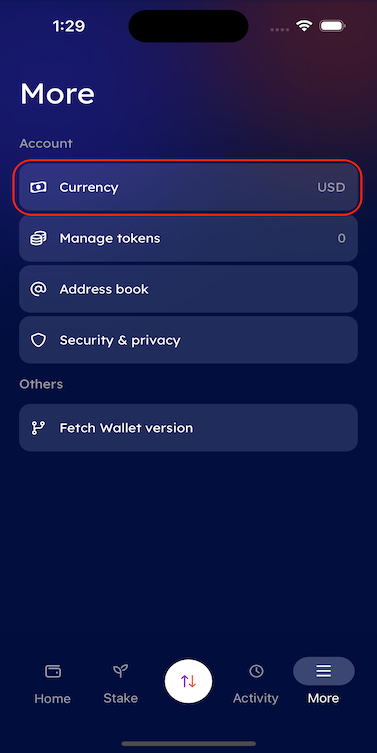 1:29
More
Account
Currency USD
Manage tokens 0
Address book
Security & privacy
Others
Fetch Wallet version
Home Stake Activity More